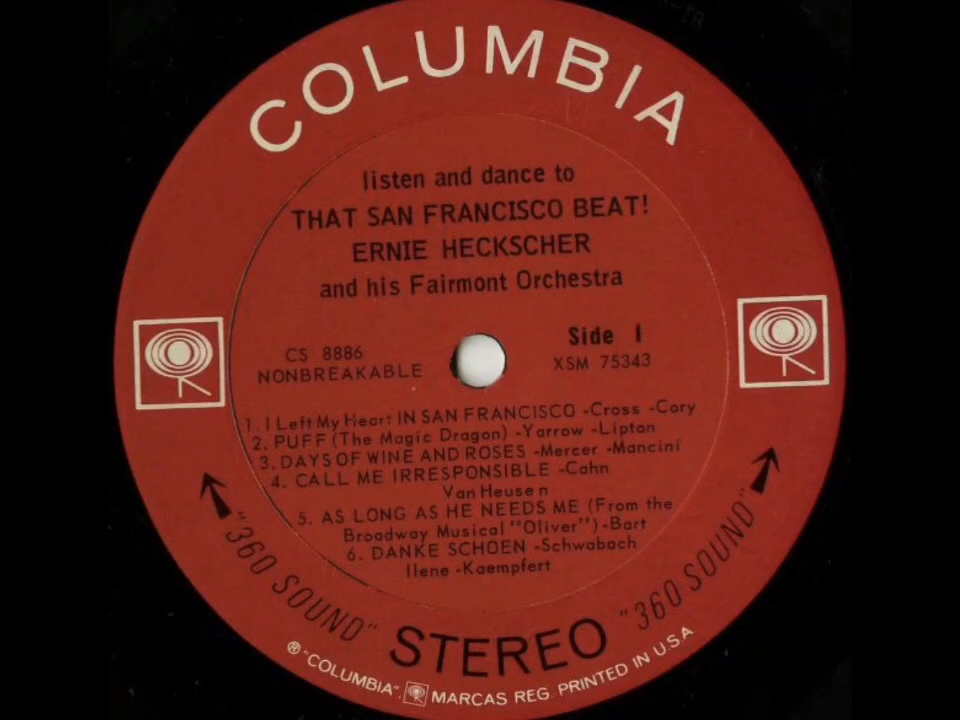 COLUMBIA
listen and dance to
THAT SAN FRANCISCO BEAT!
ERNIE HECKSCHER
and his Fairmont Orchestra
CS 8886
NONBREAKABLE
Side 1
XSM 75343
1. I Left My Heart IN SAN FRANCISCO -Cross -Cory
2. PUFF (The Magic Dragon) -Yarrow -Lipton
3. DAYS OF WINE AND ROSES -Mercer -Mancini
4. CALL ME IRRESPONSIBLE -Cahn
Van Heusen
5. AS LONG AS HE NEEDS ME (From the
Broadway Musical "Oliver") -Bart
6. DANKE SCHOEN -Schwabach
Ilene -Kaempfert
"360 SOUND" STEREO "360 SOUND"
® "COLUMBIA", MARCAS REG. PRINTED IN U.S.A